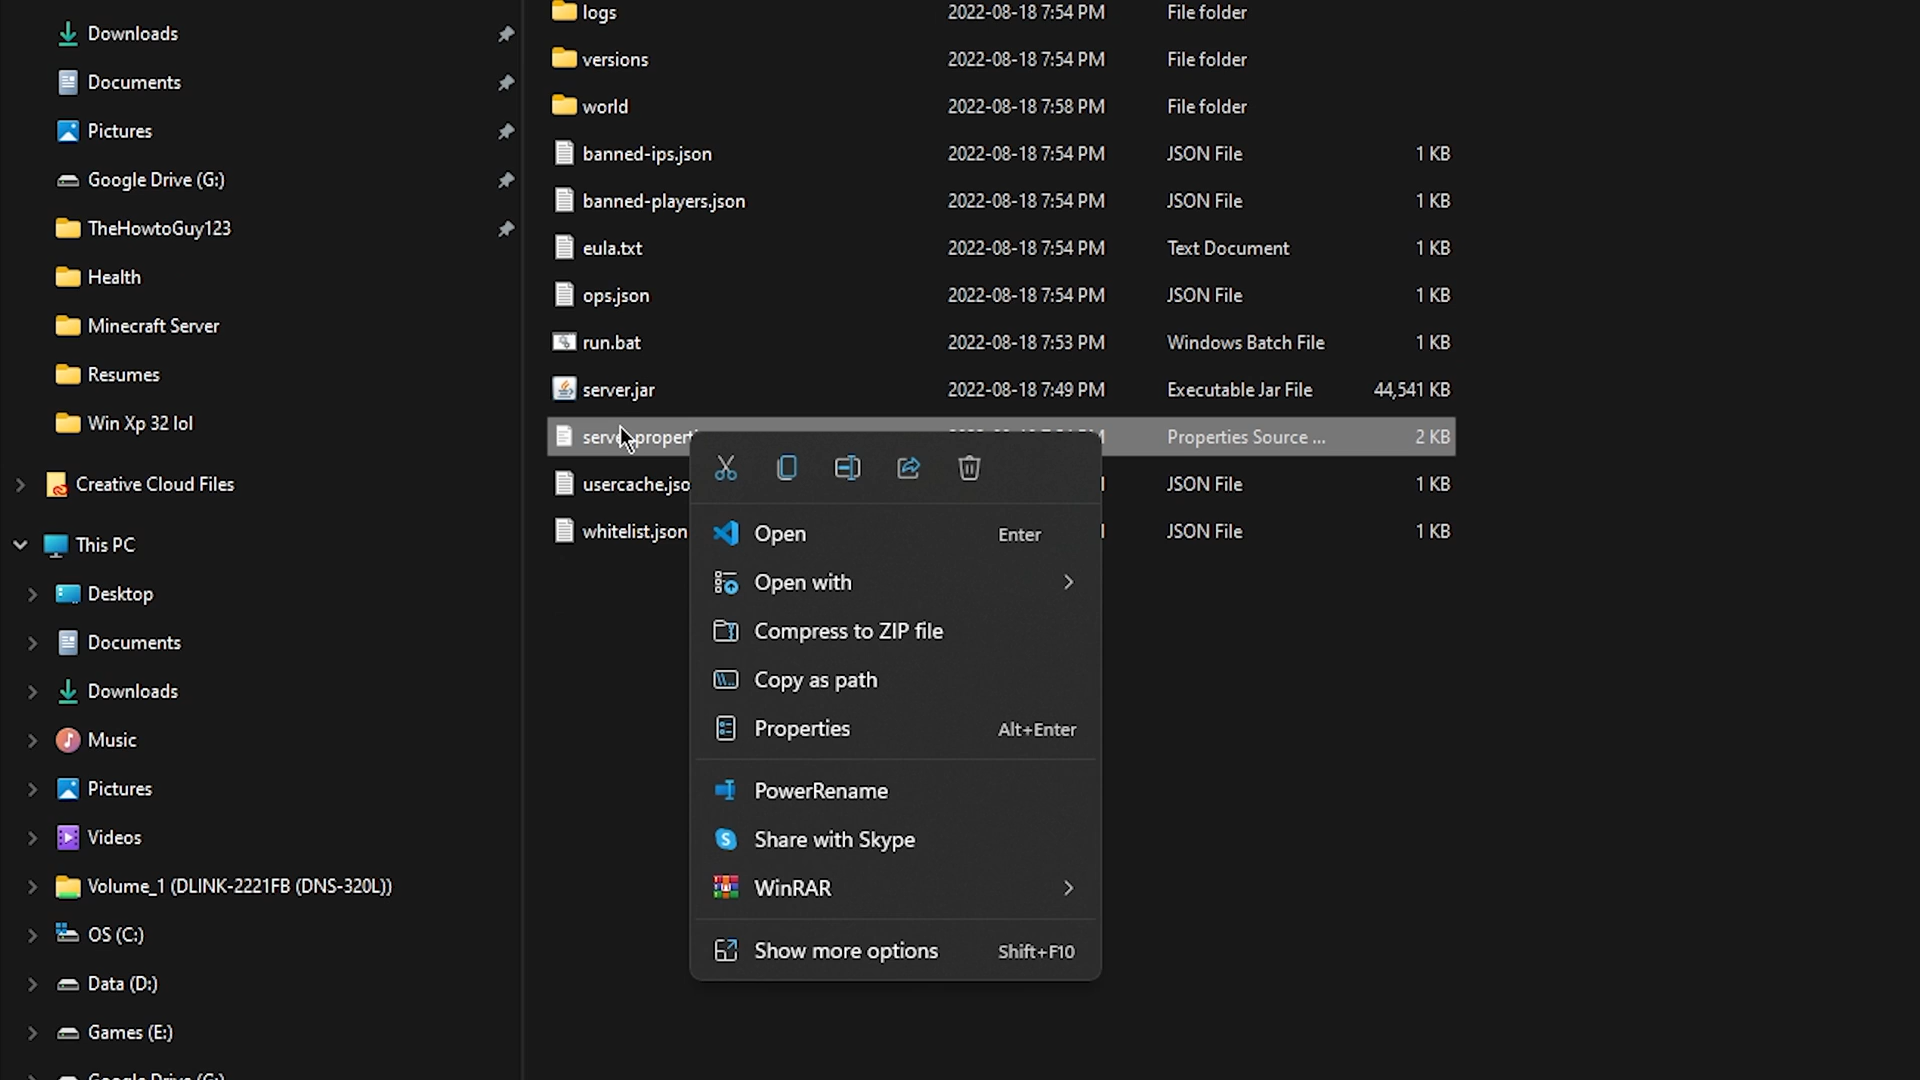 Downloads
Documents
Pictures
Google Drive (G:)
TheHowtoGuy123
Health
Minecraft Server
Resumes
Win Xp 32 lol
Creative Cloud Files
This PC
Desktop
Documents
Downloads
Music
Pictures
Videos
Volume_1 (DLINK-2221FB (DNS-320L))
OS (C:)
Data (D:)
Games (E:)
logs 2022-08-18 7:54 PM File folder
versions 2022-08-18 7:54 PM File folder
world 2022-08-18 7:58 PM File folder
banned-ips.json 2022-08-18 7:54 PM JSON File 1 KB
banned-players.json 2022-08-18 7:54 PM JSON File 1 KB
eula.txt 2022-08-18 7:54 PM Text Document 1 KB
ops.json 2022-08-18 7:54 PM JSON File 1 KB
run.bat 2022-08-18 7:53 PM Windows Batch File 1 KB
server.jar 2022-08-18 7:49 PM Executable Jar File 44,541 KB
Properties Source ... 2 KB
usercache.jso JSON File 1 KB
whitelist.json JSON File 1 KB
Open Enter
Open with
Compress to ZIP file
Copy as path
Properties Alt+Enter
PowerRename
Share with Skype
WinRAR
Show more options Shift+F10